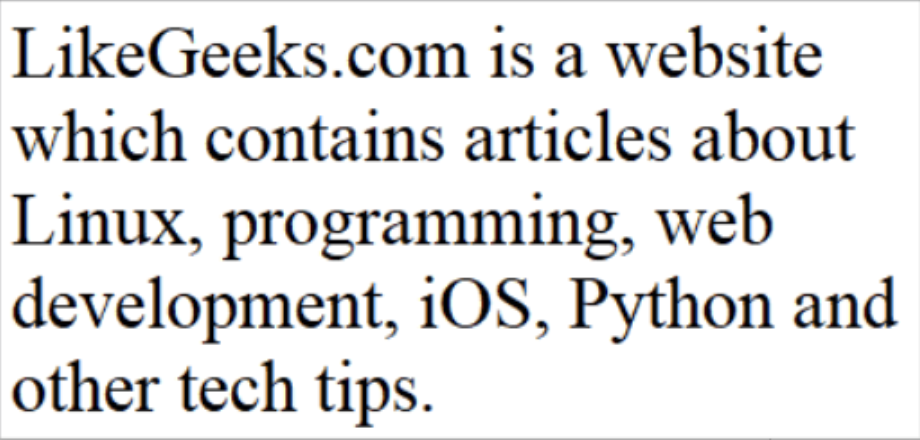 LikeGeeks.com is a website
which contains articles about
Linux, programming, web
development, iOS, Python and
other tech tips.